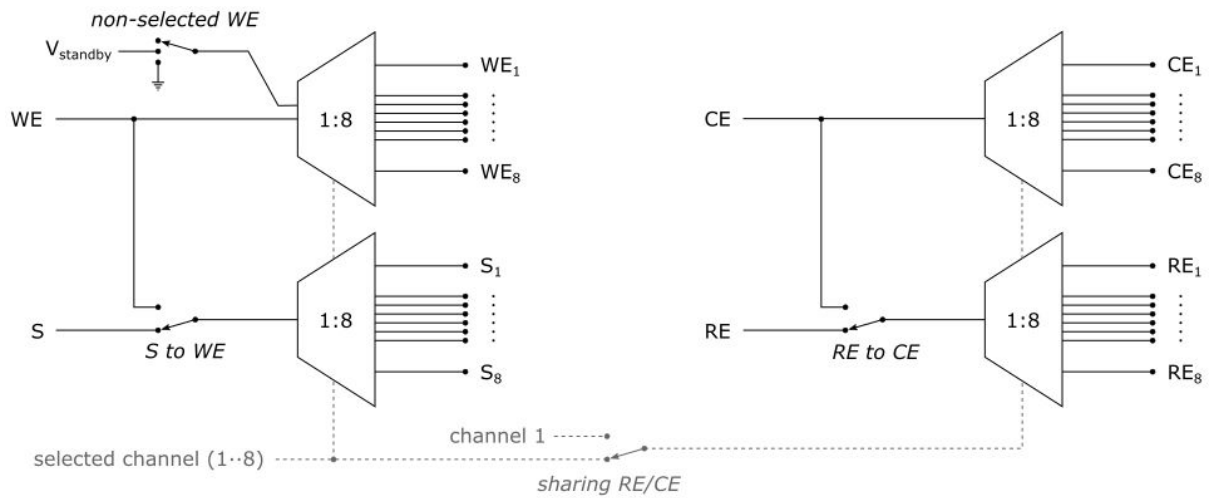 non-selected WE
Vstandby
WE
1:8
WE1
WE8
S
S to WE
1:8
S1
S8
CE
1:8
CE1
CE8
RE
RE to CE
1:8
RE1
RE8
channel 1
selected channel (1··8)
sharing RE/CE